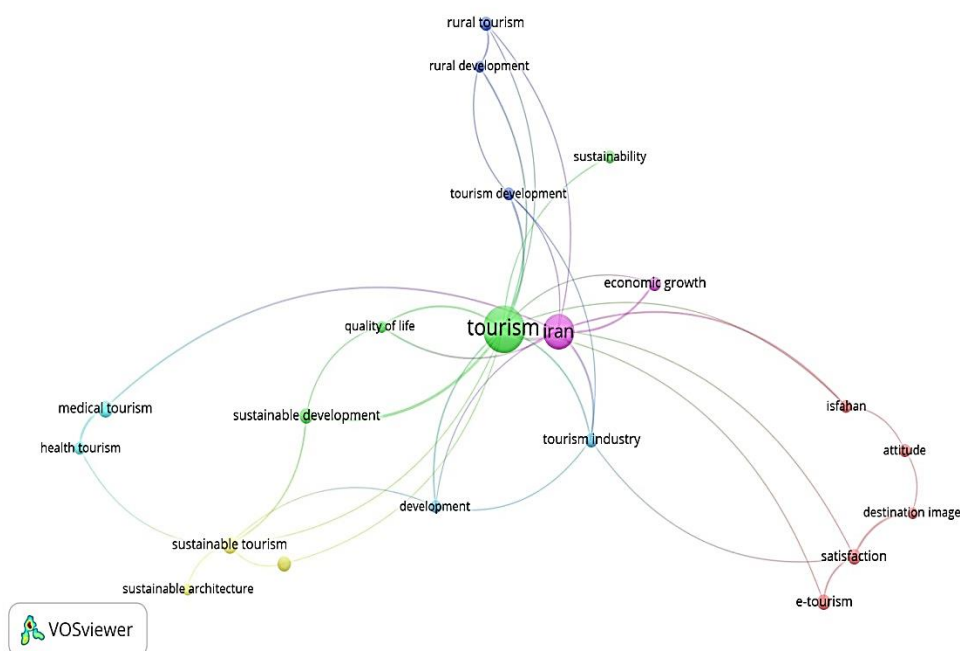 rural tourism
rural development
sustainability
tourism development
economic growth
quality of life
tourism
iran
medical tourism
isfahan
sustainable development
tourism industry
health tourism
attitude
development
destination image
sustainable tourism
satisfaction
sustainable architecture
e-tourism
VOSviewer